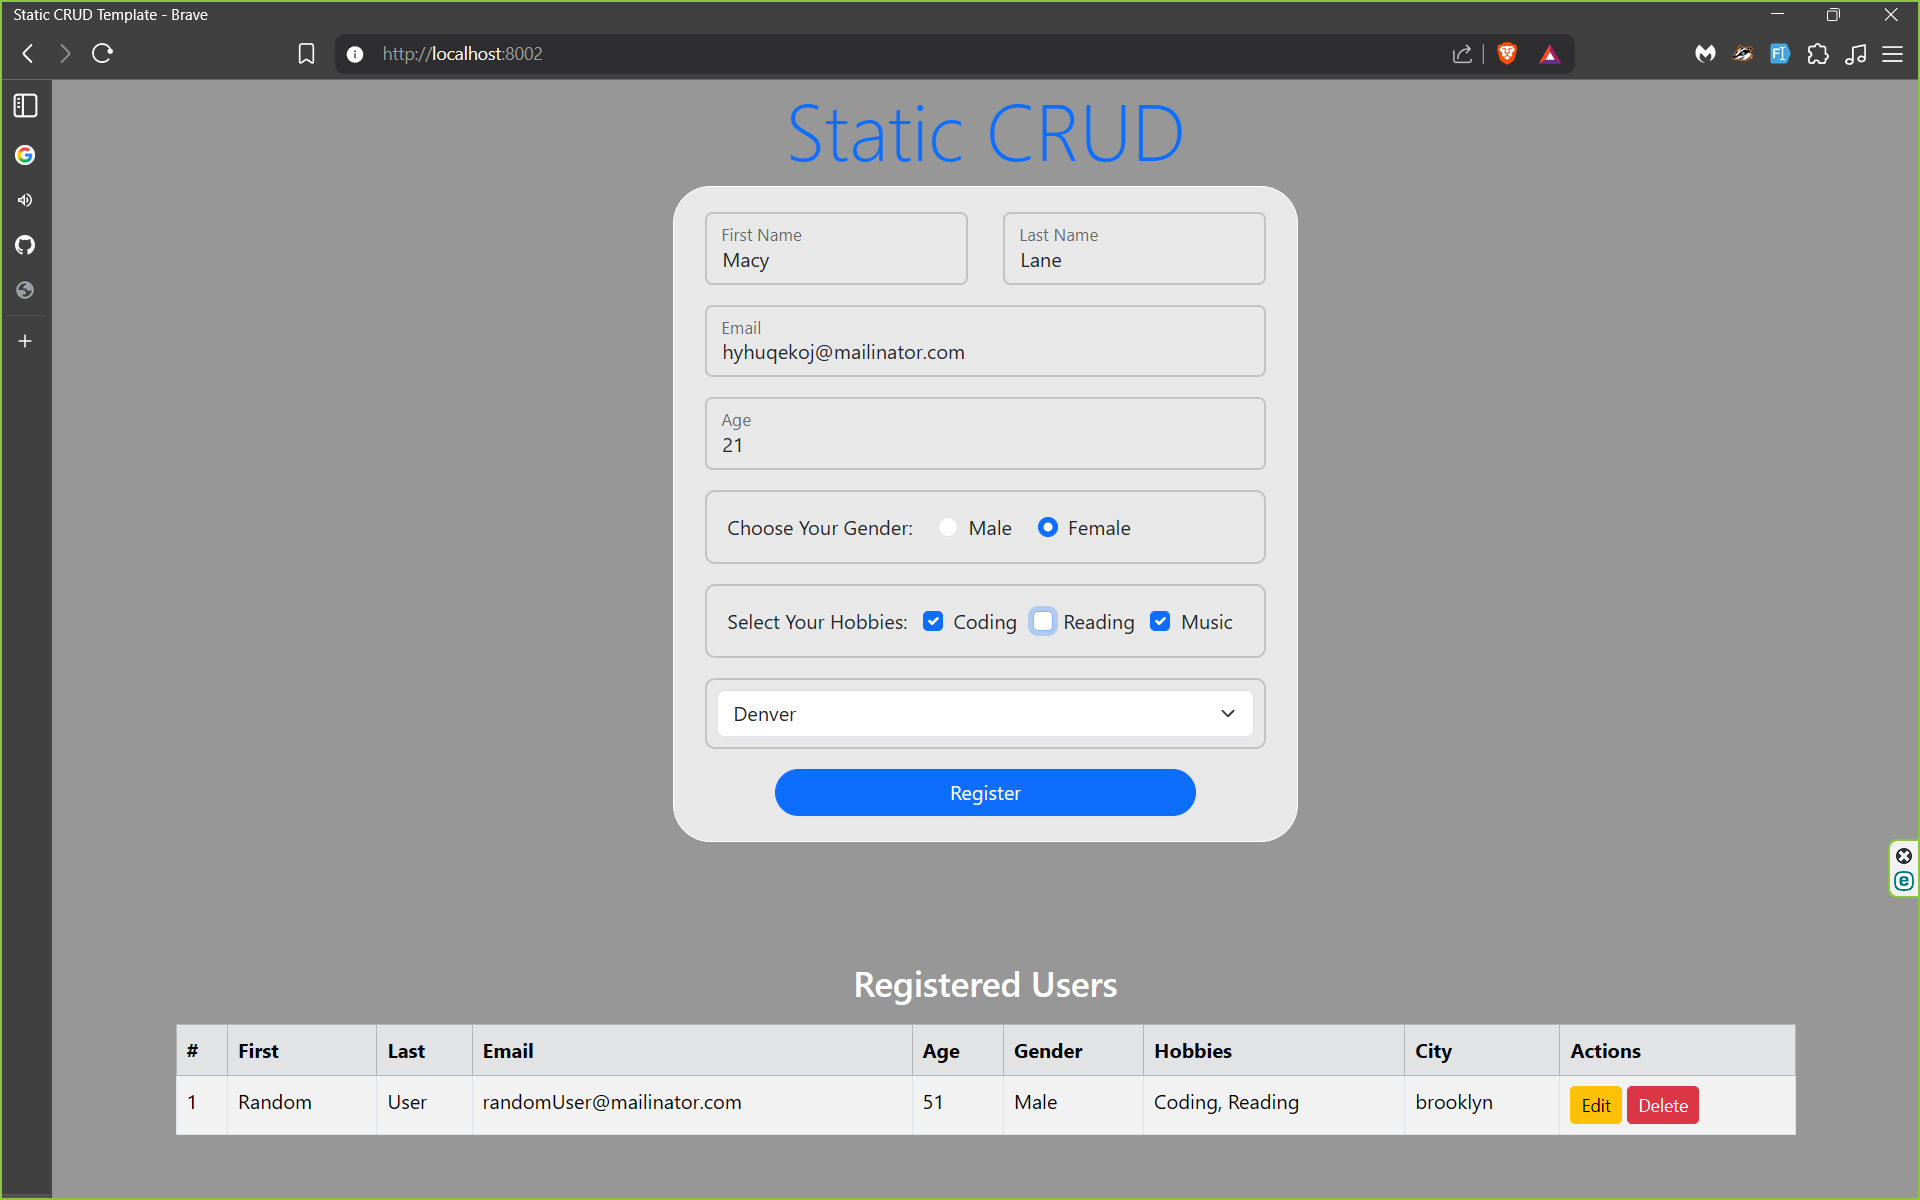 Static CRUD Template - Brave
http://localhost:8002
Static CRUD
First Name
Macy
Last Name
Lane
Email
hyhuqekoj@mailinator.com
Age
21
Choose Your Gender: Male Female
Select Your Hobbies: Coding Reading Music
Denver
Register
Registered Users
# First Last Email Age Gender Hobbies City Actions
1 Random User randomUser@mailinator.com 51 Male Coding, Reading brooklyn Edit Delete